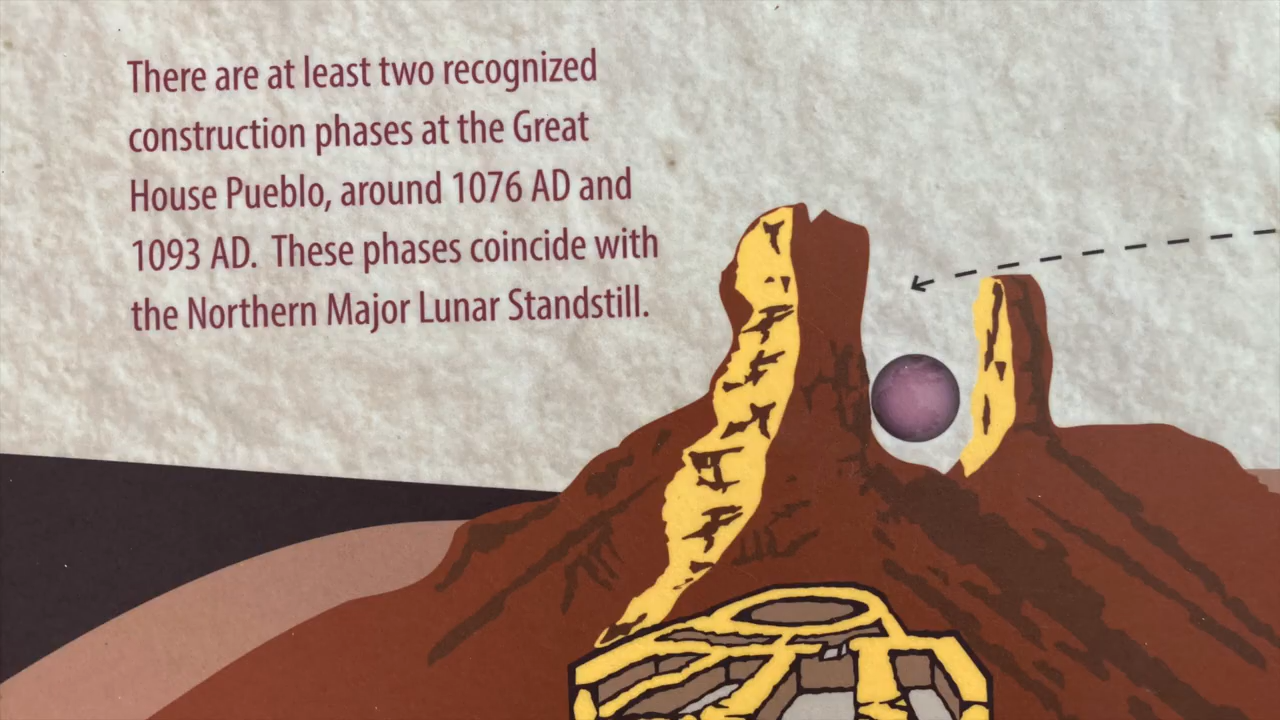 There are at least two recognized
construction phases at the Great
House Pueblo, around 1076 AD and
1093 AD.  These phases coincide with
the Northern Major Lunar Standstill.